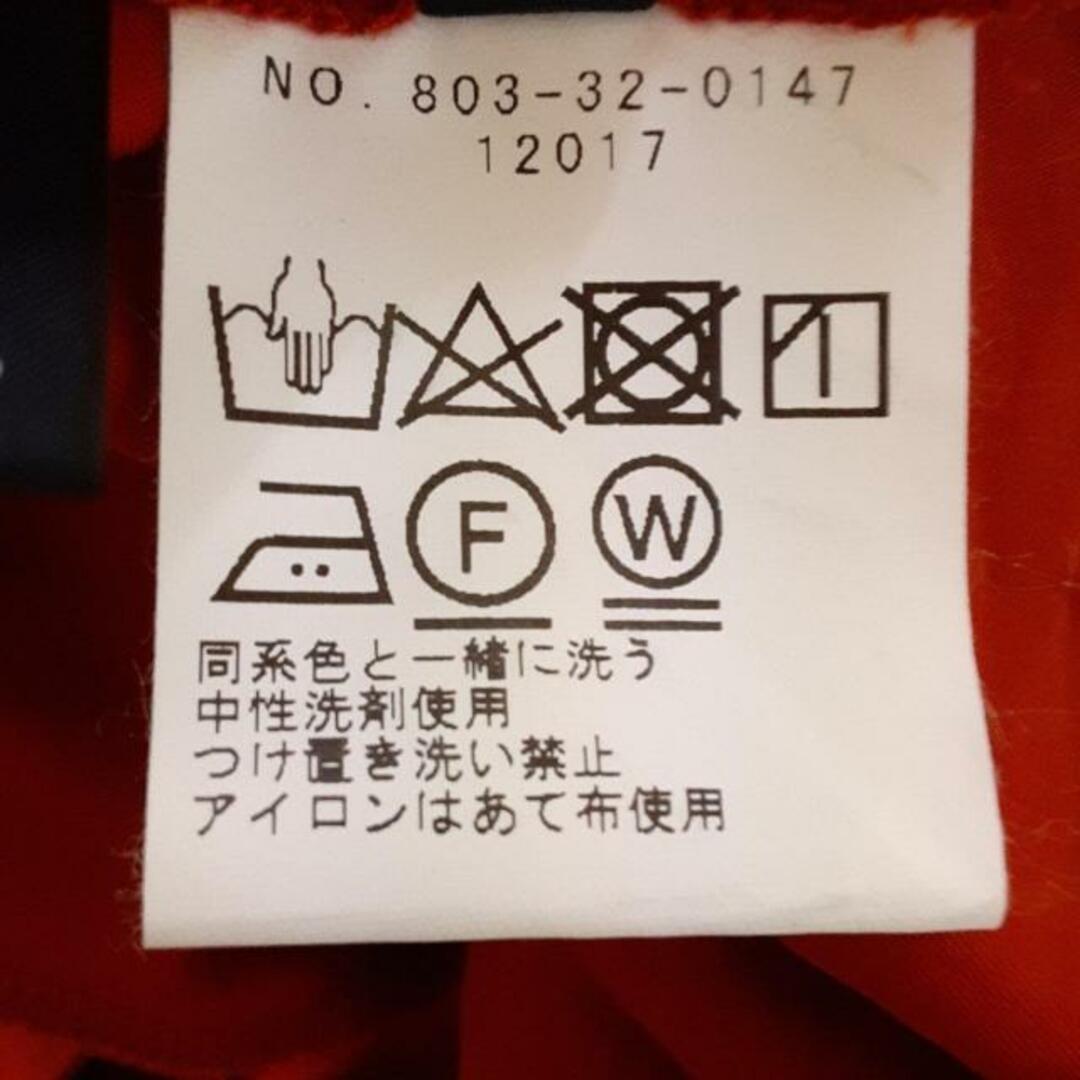 NO. 803-32-0147
12017
F
W
同系色と一緒に洗う
中性洗剤使用
つけ置き洗い禁止
アイロンはあて布使用